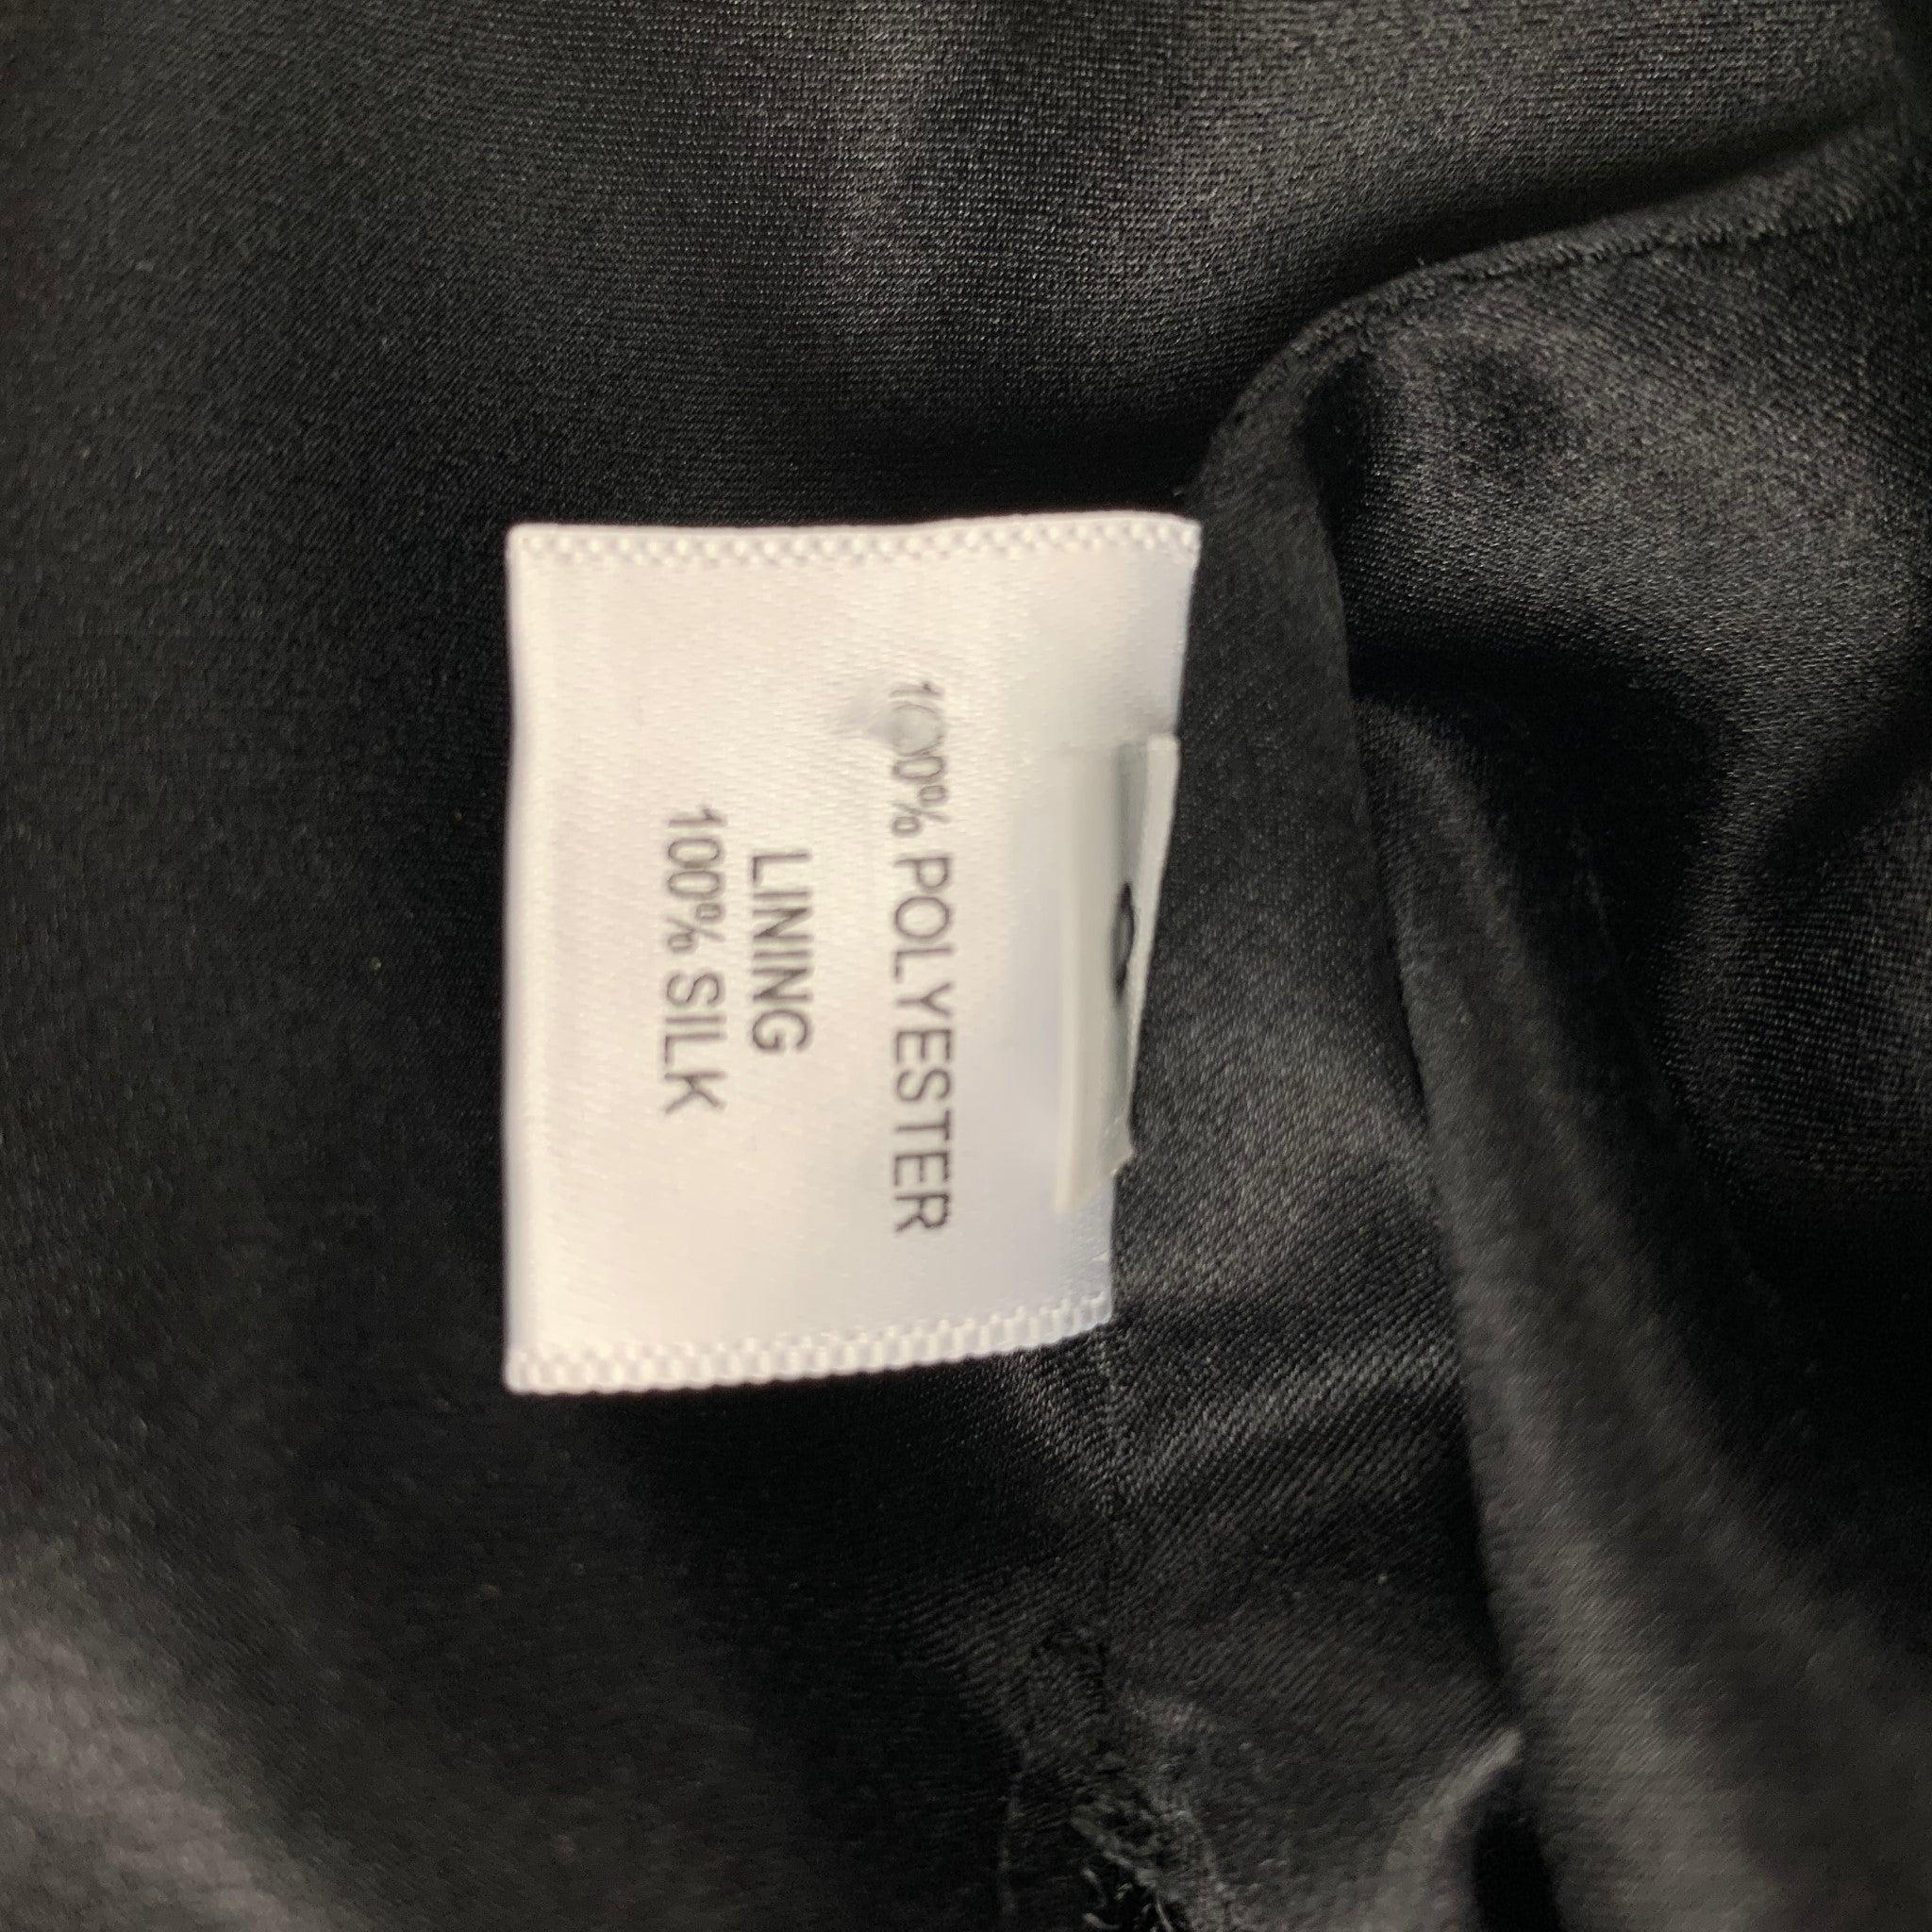 100% POLYESTER
LINING
100% SILK